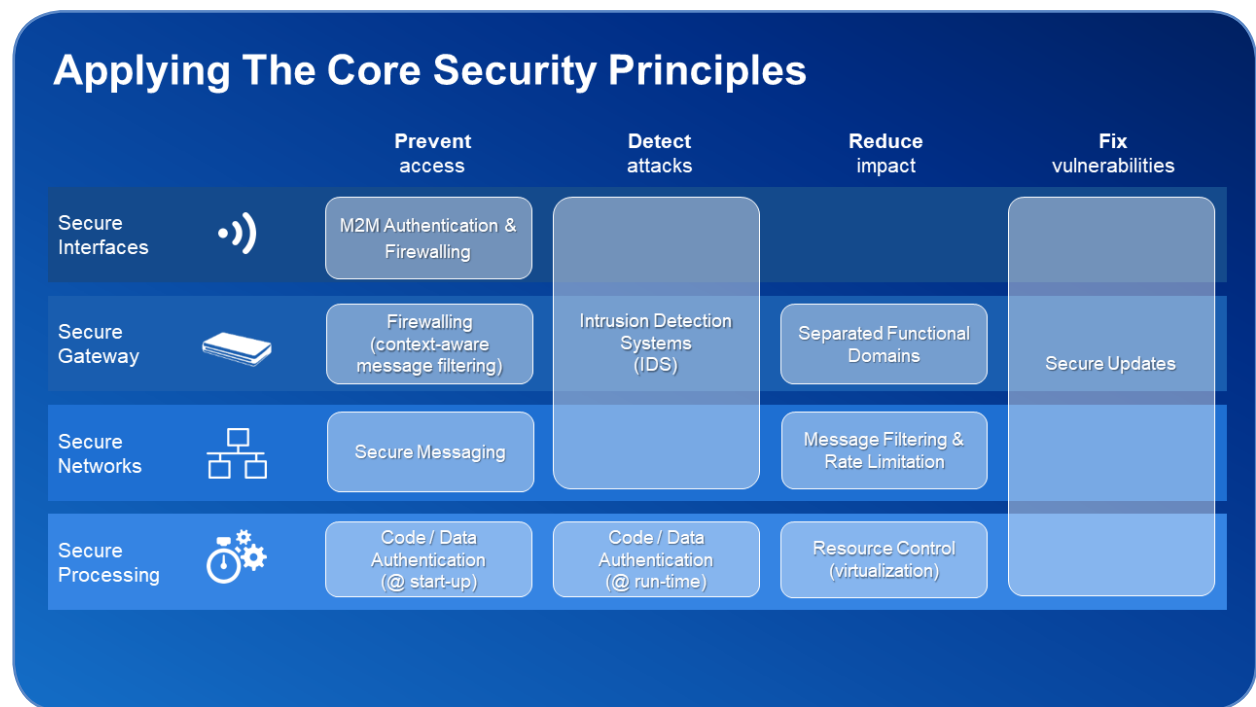 Applying The Core Security Principles
Prevent
access
Detect
attacks
Reduce
impact
Fix
vulnerabilities
Secure
Interfaces
M2M Authentication &
Firewalling
Secure
Gateway
Firewalling
(context-aware
message filtering)
Intrusion Detection
Systems
(IDS)
Separated Functional
Domains
Secure Updates
Secure
Networks
Secure Messaging
Message Filtering &
Rate Limitation
Secure
Processing
Code / Data
Authentication
(@ start-up)
Code / Data
Authentication
(@ run-time)
Resource Control
(virtualization)